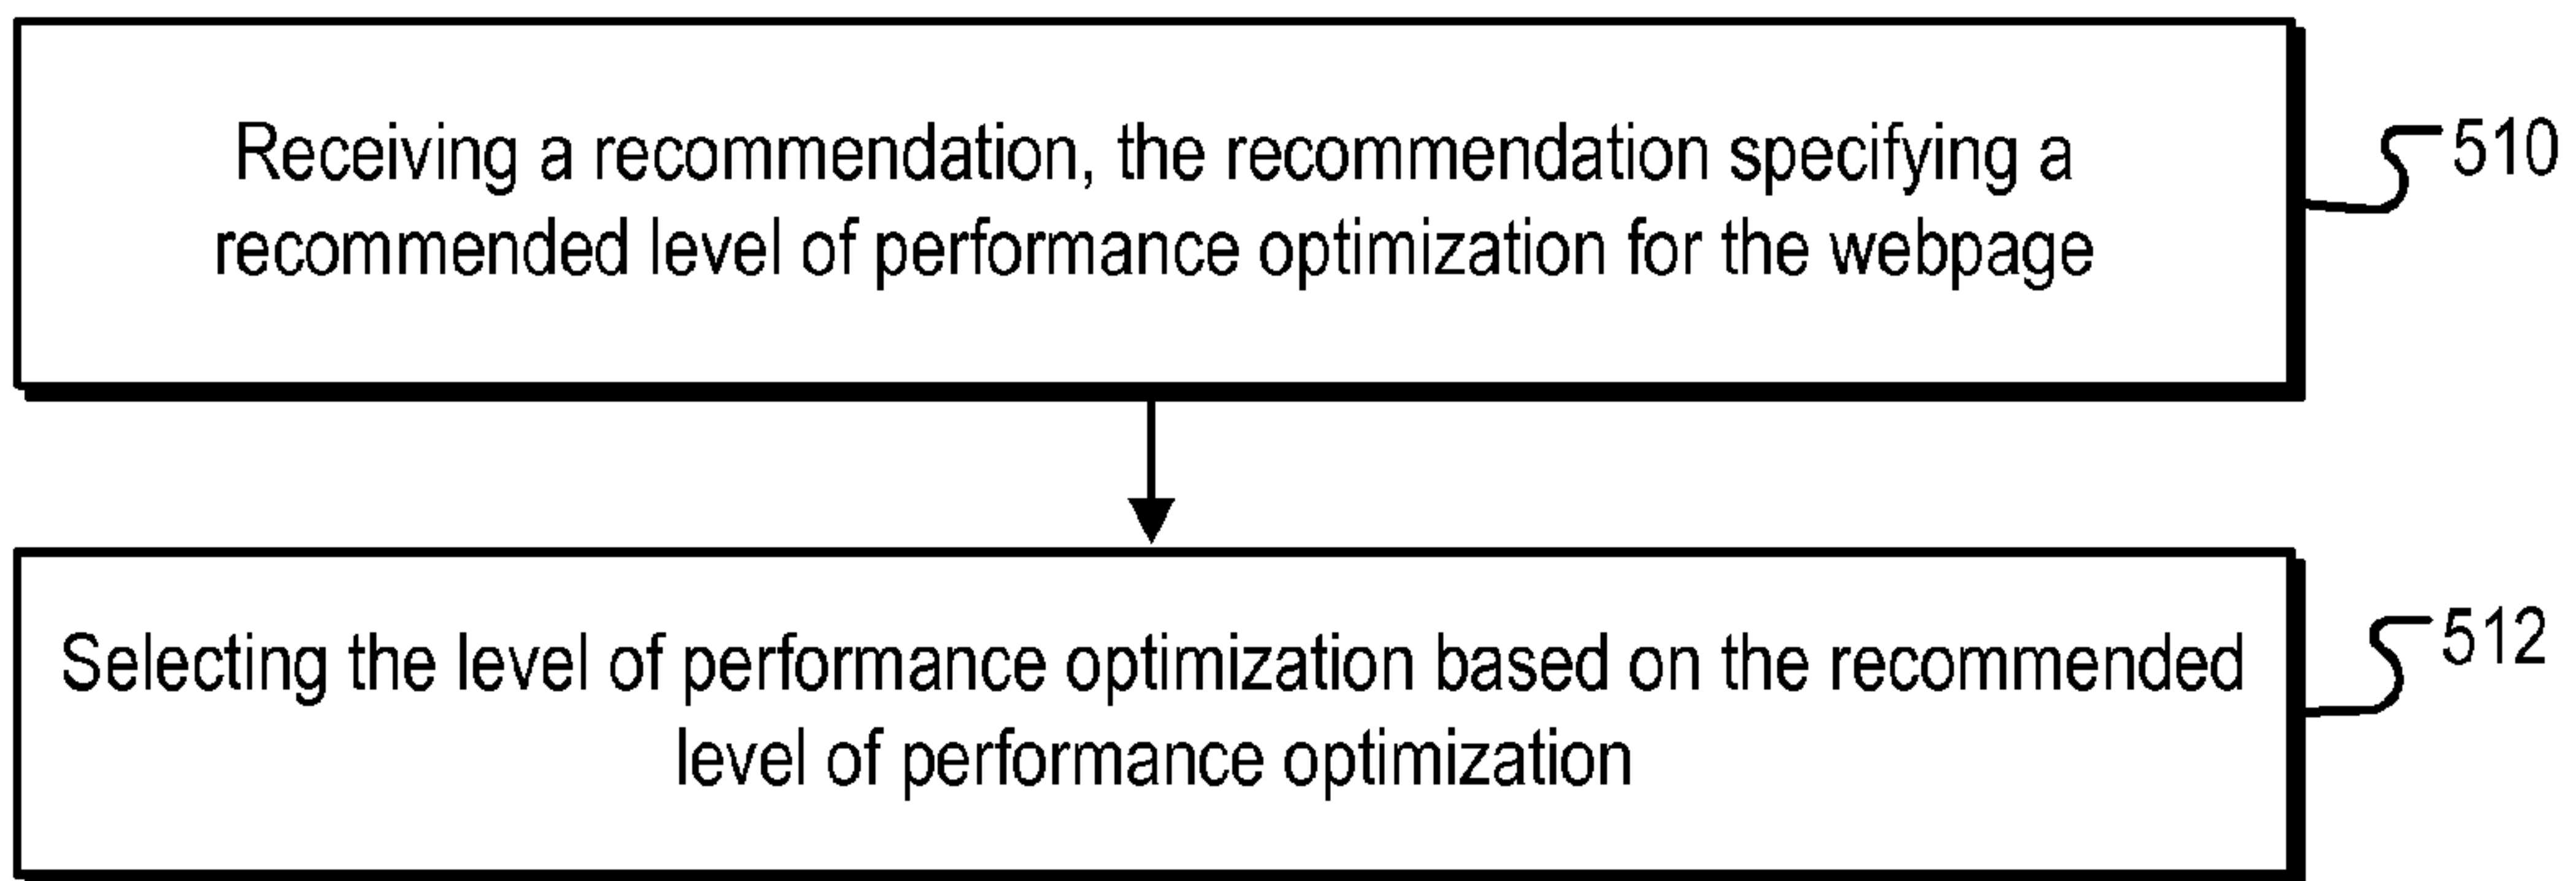 Receiving a recommendation, the recommendation specifying a
recommended level of performance optimization for the webpage
510
Selecting the level of performance optimization based on the recommended
level of performance optimization
512